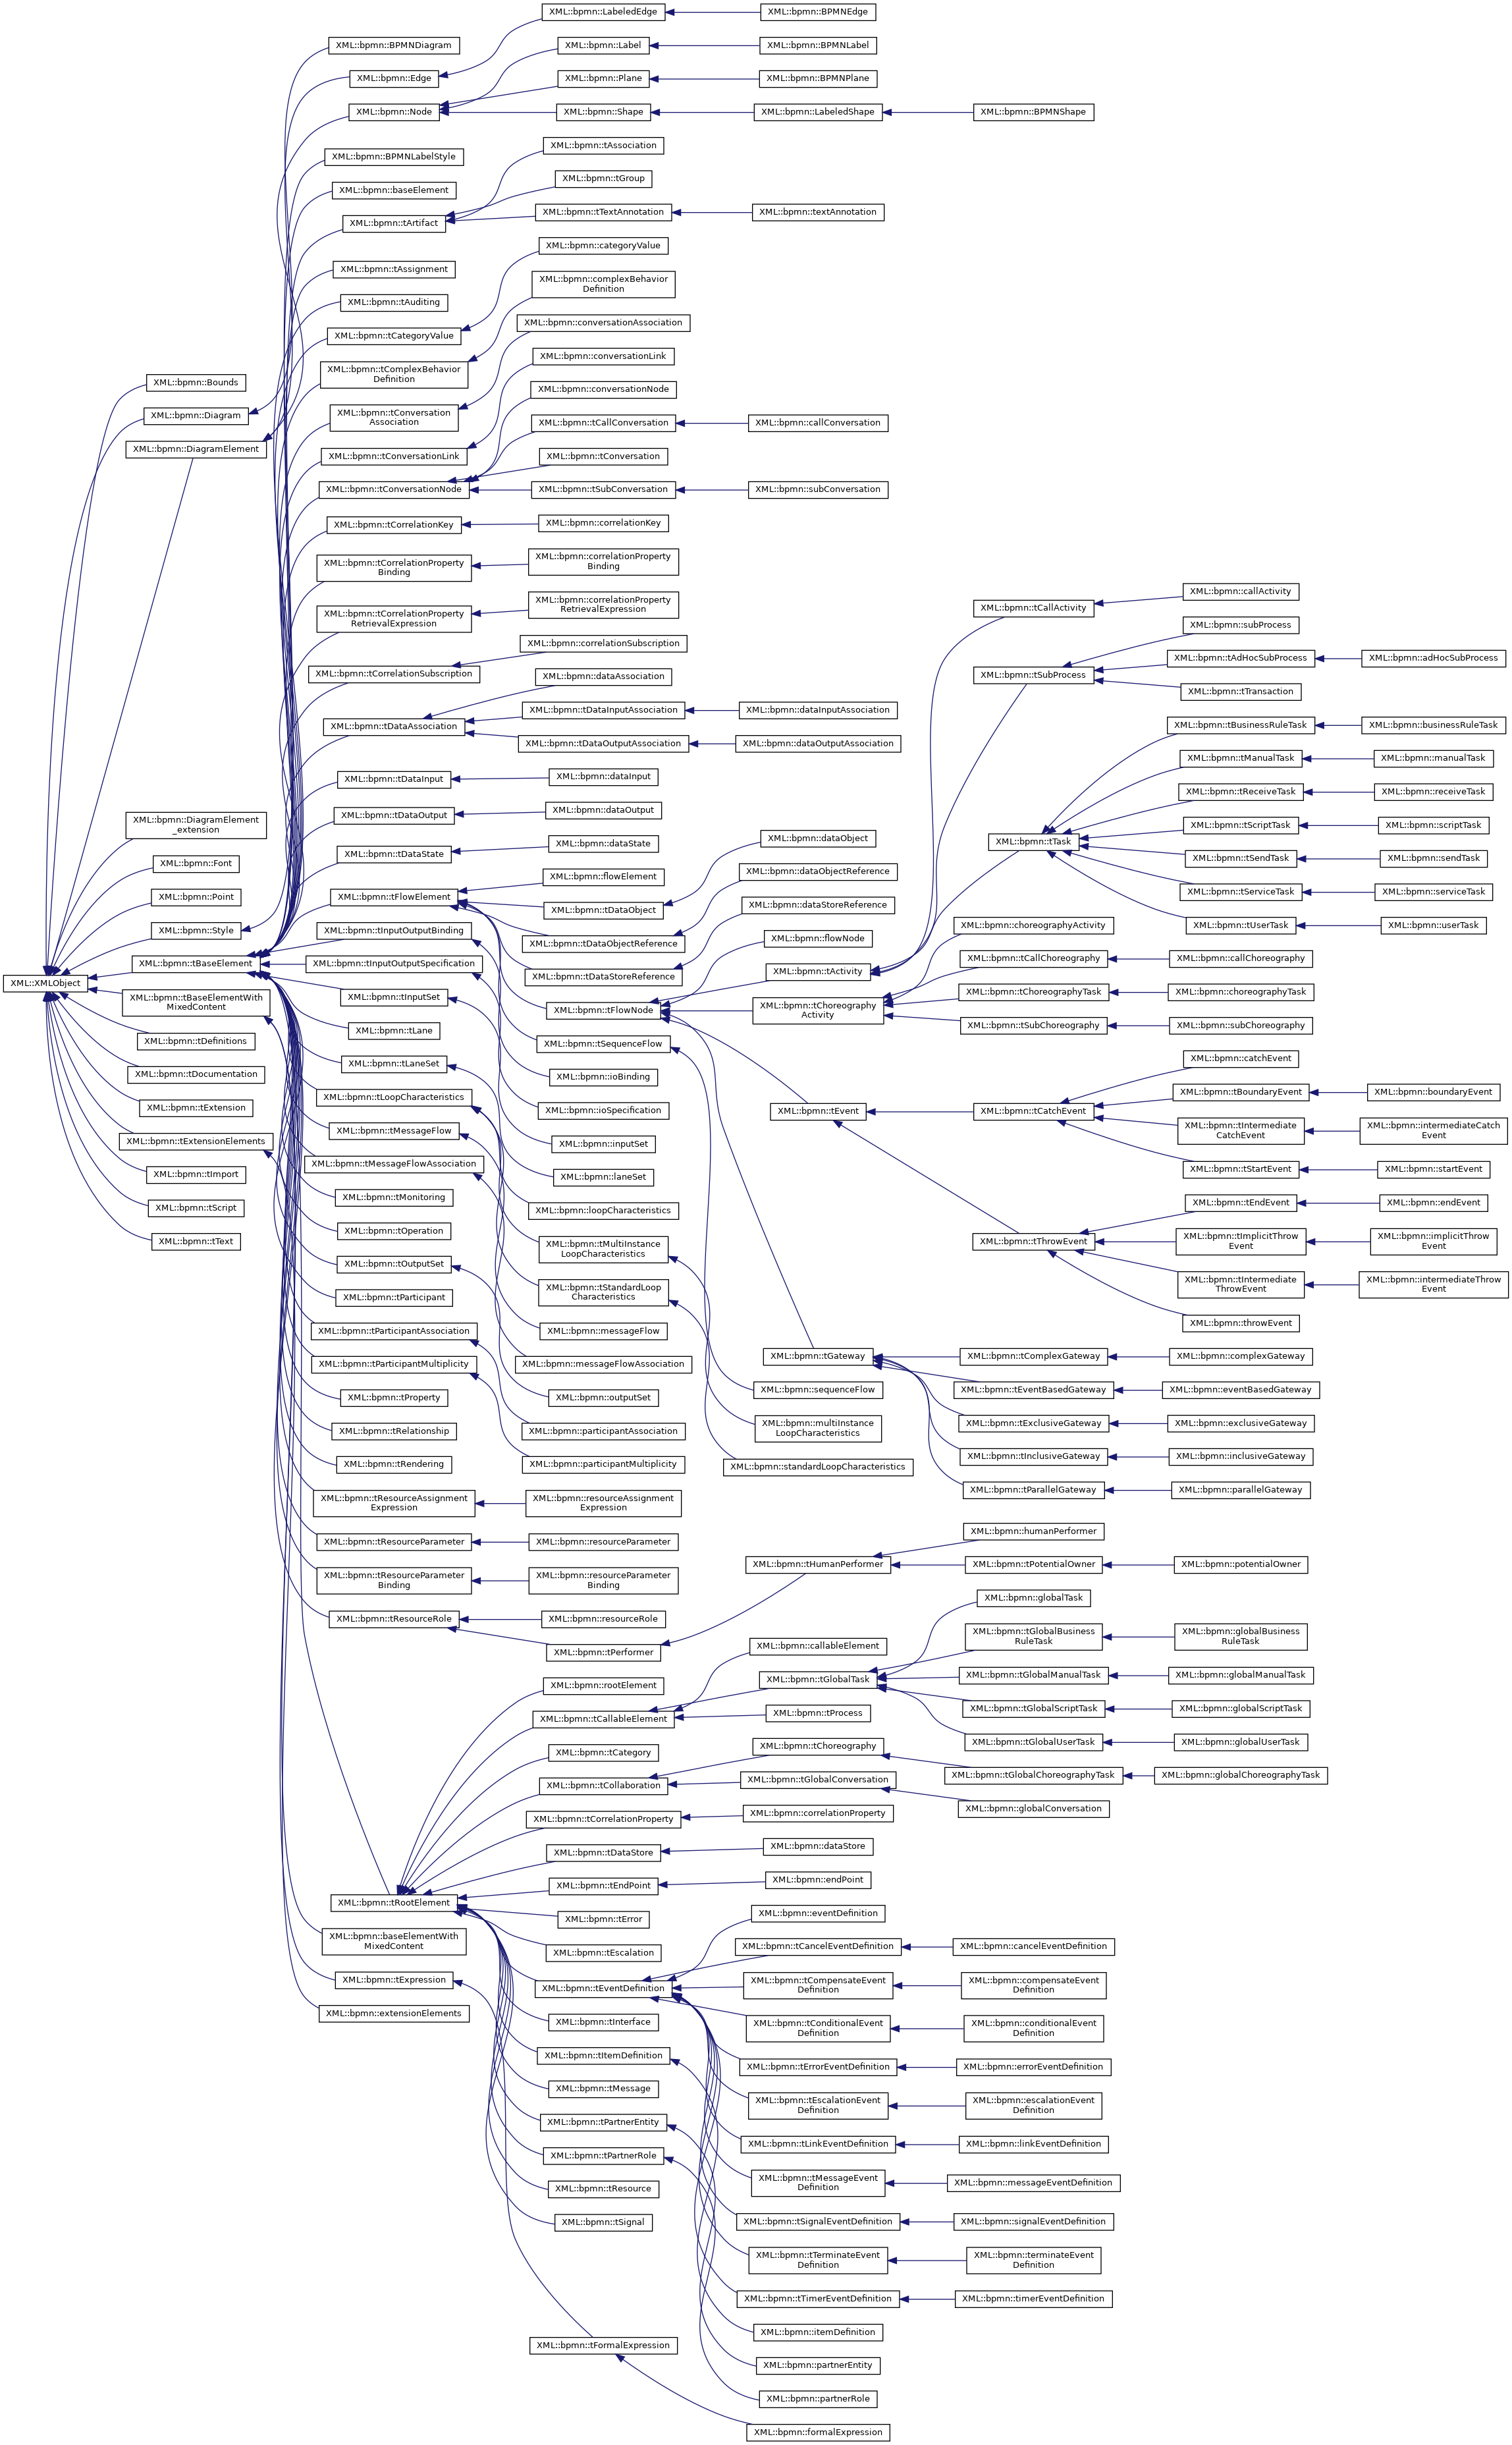 XML::XMLObject
XML::bpmn::Bounds
XML::bpmn::Diagram
XML::bpmn::DiagramElement
XML::bpmn::DiagramElement
_extension
XML::bpmn::Font
XML::bpmn::Point
XML::bpmn::Style
XML::bpmn::tBaseElement
XML::bpmn::tBaseElementWith
MixedContent
XML::bpmn::tDefinitions
XML::bpmn::tDocumentation
XML::bpmn::tExtension
XML::bpmn::tExtensionElements
XML::bpmn::tImport
XML::bpmn::tScript
XML::bpmn::tText
XML::bpmn::BPMNDiagram
XML::bpmn::Edge
XML::bpmn::Node
XML::bpmn::BPMNLabelStyle
XML::bpmn::baseElement
XML::bpmn::tArtifact
XML::bpmn::tAssignment
XML::bpmn::tAuditing
XML::bpmn::tCategoryValue
XML::bpmn::tComplexBehavior
Definition
XML::bpmn::tConversation
Association
XML::bpmn::tConversationLink
XML::bpmn::tConversationNode
XML::bpmn::tCorrelationKey
XML::bpmn::tCorrelationProperty
Binding
XML::bpmn::tCorrelationProperty
RetrievalExpression
XML::bpmn::tCorrelationSubscription
XML::bpmn::tDataAssociation
XML::bpmn::tDataInput
XML::bpmn::tDataOutput
XML::bpmn::tDataState
XML::bpmn::tFlowElement
XML::bpmn::tInputOutputBinding
XML::bpmn::tInputOutputSpecification
XML::bpmn::tInputSet
XML::bpmn::tLane
XML::bpmn::tLaneSet
XML::bpmn::tLoopCharacteristics
XML::bpmn::tMessageFlow
XML::bpmn::tMessageFlowAssociation
XML::bpmn::tMonitoring
XML::bpmn::tOperation
XML::bpmn::tOutputSet
XML::bpmn::tParticipant
XML::bpmn::tParticipantAssociation
XML::bpmn::tParticipantMultiplicity
XML::bpmn::tProperty
XML::bpmn::tRelationship
XML::bpmn::tRendering
XML::bpmn::tResourceAssignment
Expression
XML::bpmn::tResourceParameter
XML::bpmn::tResourceParameter
Binding
XML::bpmn::tResourceRole
XML::bpmn::tRootElement
XML::bpmn::baseElementWith
MixedContent
XML::bpmn::tExpression
XML::bpmn::extensionElements
XML::bpmn::LabeledEdge
XML::bpmn::Label
XML::bpmn::Plane
XML::bpmn::Shape
XML::bpmn::tAssociation
XML::bpmn::tGroup
XML::bpmn::tTextAnnotation
XML::bpmn::categoryValue
XML::bpmn::complexBehavior
Definition
XML::bpmn::conversationAssociation
XML::bpmn::conversationLink
XML::bpmn::conversationNode
XML::bpmn::tCallConversation
XML::bpmn::tConversation
XML::bpmn::tSubConversation
XML::bpmn::correlationKey
XML::bpmn::correlationProperty
Binding
XML::bpmn::correlationProperty
RetrievalExpression
XML::bpmn::correlationSubscription
XML::bpmn::dataAssociation
XML::bpmn::tDataInputAssociation
XML::bpmn::tDataOutputAssociation
XML::bpmn::dataInput
XML::bpmn::dataOutput
XML::bpmn::dataState
XML::bpmn::flowElement
XML::bpmn::tDataObject
XML::bpmn::tDataObjectReference
XML::bpmn::tDataStoreReference
XML::bpmn::tFlowNode
XML::bpmn::tSequenceFlow
XML::bpmn::ioBinding
XML::bpmn::ioSpecification
XML::bpmn::inputSet
XML::bpmn::laneSet
XML::bpmn::loopCharacteristics
XML::bpmn::tMultiInstance
LoopCharacteristics
XML::bpmn::tStandardLoop
Characteristics
XML::bpmn::messageFlow
XML::bpmn::messageFlowAssociation
XML::bpmn::outputSet
XML::bpmn::participantAssociation
XML::bpmn::participantMultiplicity
XML::bpmn::resourceAssignment
Expression
XML::bpmn::resourceParameter
XML::bpmn::resourceParameter
Binding
XML::bpmn::resourceRole
XML::bpmn::tPerformer
XML::bpmn::rootElement
XML::bpmn::tCallableElement
XML::bpmn::tCategory
XML::bpmn::tCollaboration
XML::bpmn::tCorrelationProperty
XML::bpmn::tDataStore
XML::bpmn::tEndPoint
XML::bpmn::tError
XML::bpmn::tEscalation
XML::bpmn::tEventDefinition
XML::bpmn::tInterface
XML::bpmn::tItemDefinition
XML::bpmn::tMessage
XML::bpmn::tPartnerEntity
XML::bpmn::tPartnerRole
XML::bpmn::tResource
XML::bpmn::tSignal
XML::bpmn::tFormalExpression
XML::bpmn::BPMNEdge
XML::bpmn::BPMNLabel
XML::bpmn::BPMNPlane
XML::bpmn::LabeledShape
XML::bpmn::textAnnotation
XML::bpmn::callConversation
XML::bpmn::subConversation
XML::bpmn::dataInputAssociation
XML::bpmn::dataOutputAssociation
XML::bpmn::dataObject
XML::bpmn::dataObjectReference
XML::bpmn::dataStoreReference
XML::bpmn::flowNode
XML::bpmn::tActivity
XML::bpmn::tChoreography
Activity
XML::bpmn::tEvent
XML::bpmn::tGateway
XML::bpmn::sequenceFlow
XML::bpmn::multiInstance
LoopCharacteristics
XML::bpmn::standardLoopCharacteristics
XML::bpmn::tHumanPerformer
XML::bpmn::callableElement
XML::bpmn::tGlobalTask
XML::bpmn::tProcess
XML::bpmn::tChoreography
XML::bpmn::tGlobalConversation
XML::bpmn::correlationProperty
XML::bpmn::dataStore
XML::bpmn::endPoint
XML::bpmn::eventDefinition
XML::bpmn::tCancelEventDefinition
XML::bpmn::tCompensateEvent
Definition
XML::bpmn::tConditionalEvent
Definition
XML::bpmn::tErrorEventDefinition
XML::bpmn::tEscalationEvent
Definition
XML::bpmn::tLinkEventDefinition
XML::bpmn::tMessageEvent
Definition
XML::bpmn::tSignalEventDefinition
XML::bpmn::tTerminateEvent
Definition
XML::bpmn::tTimerEventDefinition
XML::bpmn::itemDefinition
XML::bpmn::partnerEntity
XML::bpmn::partnerRole
XML::bpmn::formalExpression
XML::bpmn::BPMNShape
XML::bpmn::tCallActivity
XML::bpmn::tSubProcess
XML::bpmn::tTask
XML::bpmn::choreographyActivity
XML::bpmn::tCallChoreography
XML::bpmn::tChoreographyTask
XML::bpmn::tSubChoreography
XML::bpmn::tCatchEvent
XML::bpmn::tThrowEvent
XML::bpmn::tComplexGateway
XML::bpmn::tEventBasedGateway
XML::bpmn::tExclusiveGateway
XML::bpmn::tInclusiveGateway
XML::bpmn::tParallelGateway
XML::bpmn::humanPerformer
XML::bpmn::tPotentialOwner
XML::bpmn::globalTask
XML::bpmn::tGlobalBusiness
RuleTask
XML::bpmn::tGlobalManualTask
XML::bpmn::tGlobalScriptTask
XML::bpmn::tGlobalUserTask
XML::bpmn::tGlobalChoreographyTask
XML::bpmn::globalConversation
XML::bpmn::cancelEventDefinition
XML::bpmn::compensateEvent
Definition
XML::bpmn::conditionalEvent
Definition
XML::bpmn::errorEventDefinition
XML::bpmn::escalationEvent
Definition
XML::bpmn::linkEventDefinition
XML::bpmn::messageEventDefinition
XML::bpmn::signalEventDefinition
XML::bpmn::terminateEvent
Definition
XML::bpmn::timerEventDefinition
XML::bpmn::callActivity
XML::bpmn::subProcess
XML::bpmn::tAdHocSubProcess
XML::bpmn::tTransaction
XML::bpmn::tBusinessRuleTask
XML::bpmn::tManualTask
XML::bpmn::tReceiveTask
XML::bpmn::tScriptTask
XML::bpmn::tSendTask
XML::bpmn::tServiceTask
XML::bpmn::tUserTask
XML::bpmn::callChoreography
XML::bpmn::choreographyTask
XML::bpmn::subChoreography
XML::bpmn::catchEvent
XML::bpmn::tBoundaryEvent
XML::bpmn::tIntermediate
CatchEvent
XML::bpmn::tStartEvent
XML::bpmn::tEndEvent
XML::bpmn::tImplicitThrow
Event
XML::bpmn::tIntermediate
ThrowEvent
XML::bpmn::throwEvent
XML::bpmn::complexGateway
XML::bpmn::eventBasedGateway
XML::bpmn::exclusiveGateway
XML::bpmn::inclusiveGateway
XML::bpmn::parallelGateway
XML::bpmn::potentialOwner
XML::bpmn::globalBusiness
RuleTask
XML::bpmn::globalManualTask
XML::bpmn::globalScriptTask
XML::bpmn::globalUserTask
XML::bpmn::globalChoreographyTask
XML::bpmn::adHocSubProcess
XML::bpmn::businessRuleTask
XML::bpmn::manualTask
XML::bpmn::receiveTask
XML::bpmn::scriptTask
XML::bpmn::sendTask
XML::bpmn::serviceTask
XML::bpmn::userTask
XML::bpmn::boundaryEvent
XML::bpmn::intermediateCatch
Event
XML::bpmn::startEvent
XML::bpmn::endEvent
XML::bpmn::implicitThrow
Event
XML::bpmn::intermediateThrow
Event